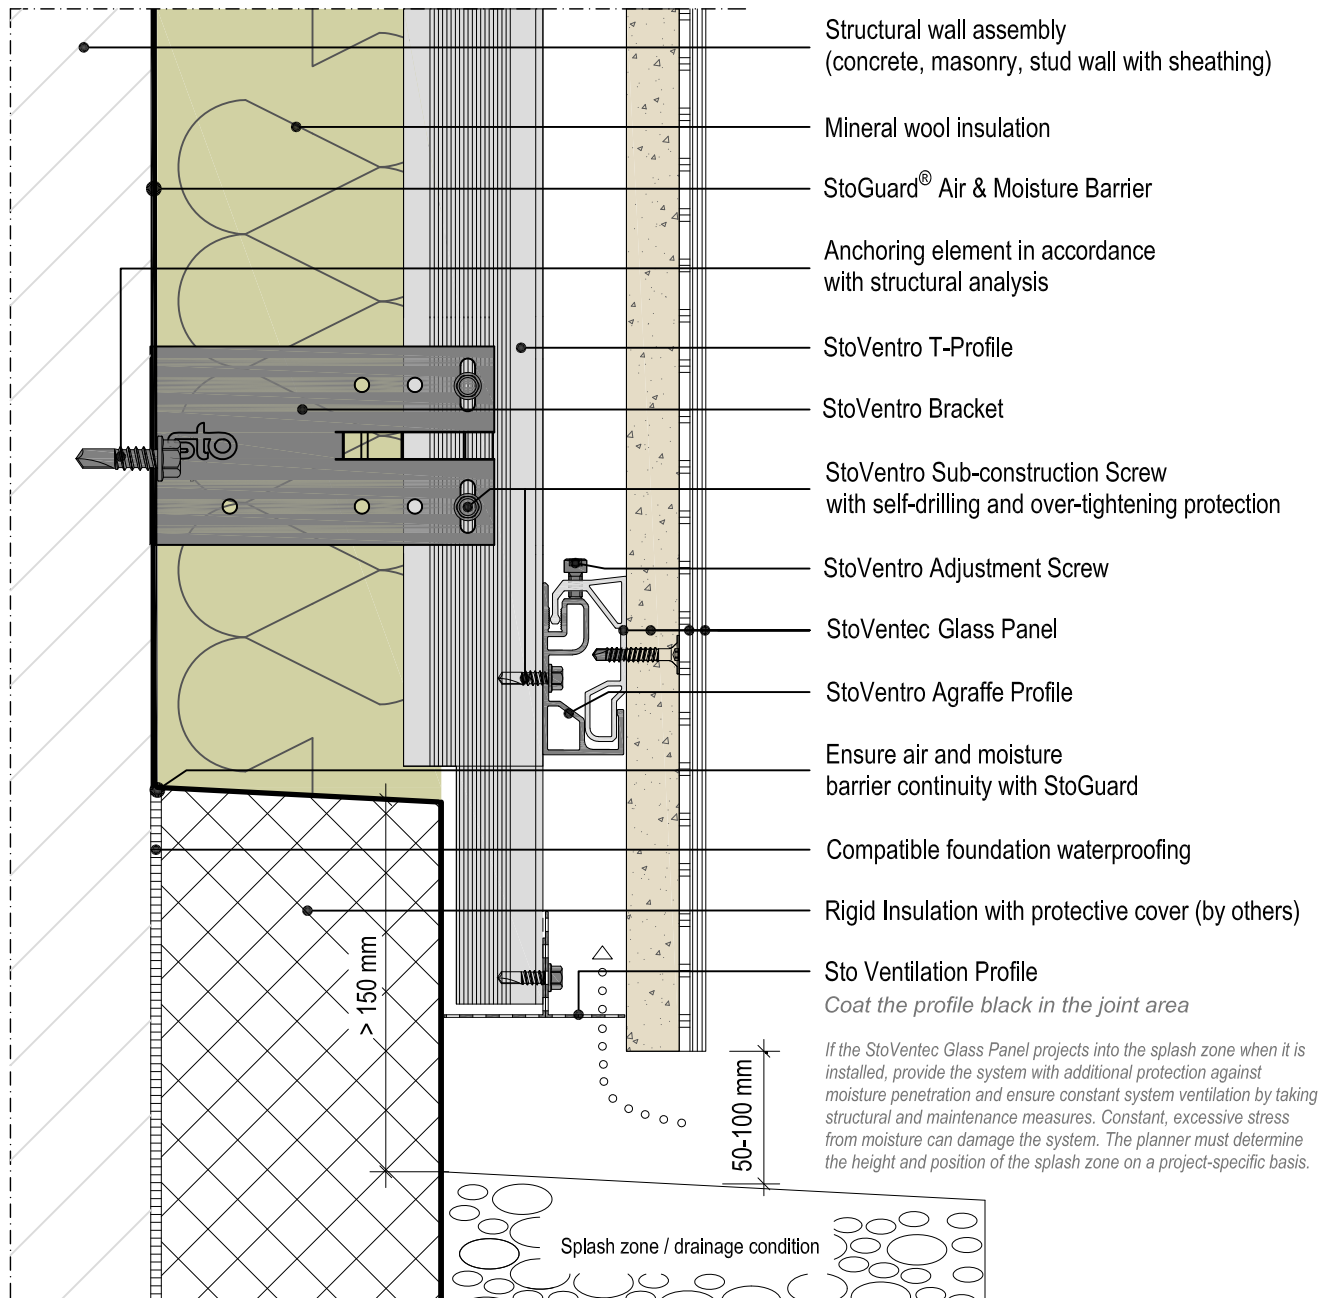 Structural wall assembly
(concrete, masonry, stud wall with sheathing)
Mineral wool insulation
StoGuard® Air & Moisture Barrier
Anchoring element in accordance
with structural analysis
StoVentro T-Profile
StoVentro Bracket
sto
StoVentro Sub-construction Screw
with self-drilling and over-tightening protection
StoVentro Adjustment Screw
StoVentec Glass Panel
StoVentro Agraffe Profile
Ensure air and moisture
barrier continuity with StoGuard
Compatible foundation waterproofing
Rigid Insulation with protective cover (by others)
> 150 mm
Sto Ventilation Profile
Coat the profile black in the joint area
If the StoVentec Glass Panel projects into the splash zone when it is
installed, provide the system with additional protection against
moisture penetration and ensure constant system ventilation by taking
structural and maintenance measures. Constant, excessive stress
from moisture can damage the system. The planner must determine
the height and position of the splash zone on a project-specific basis.
50-100 mm
Splash zone / drainage condition